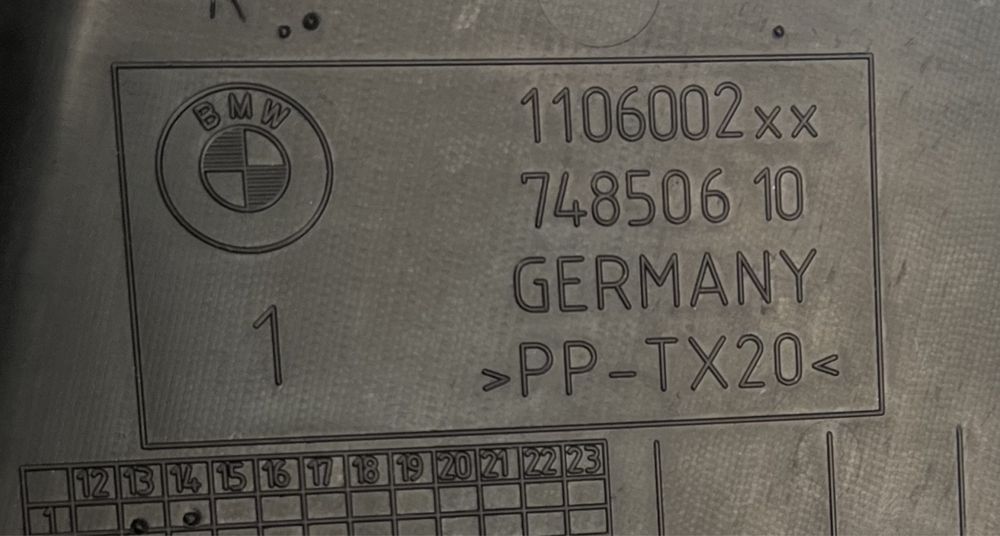 BMW
1106002xx
748506 10
GERMANY
1
>PP-TX20<
12 13 14 15 16 17 18 19 20 21 22 23
1